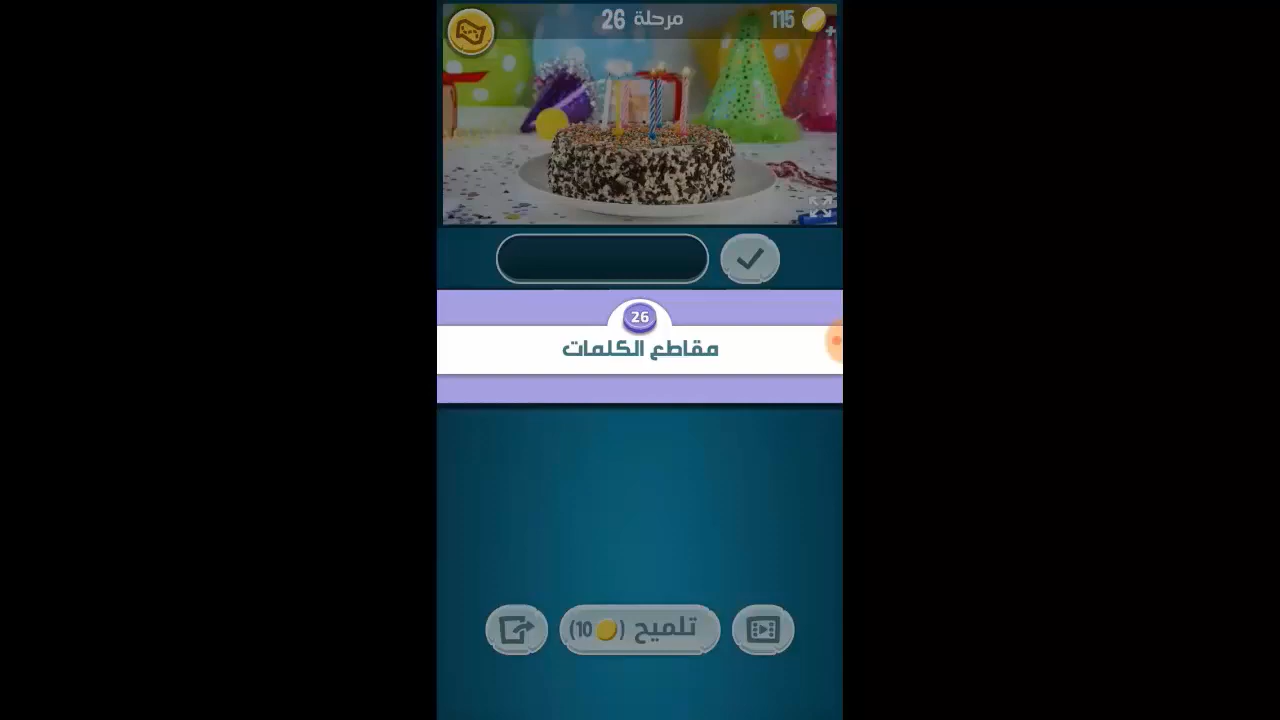 مرحلة 26
115
26
مقاطع الكلمات
تلميح (10)